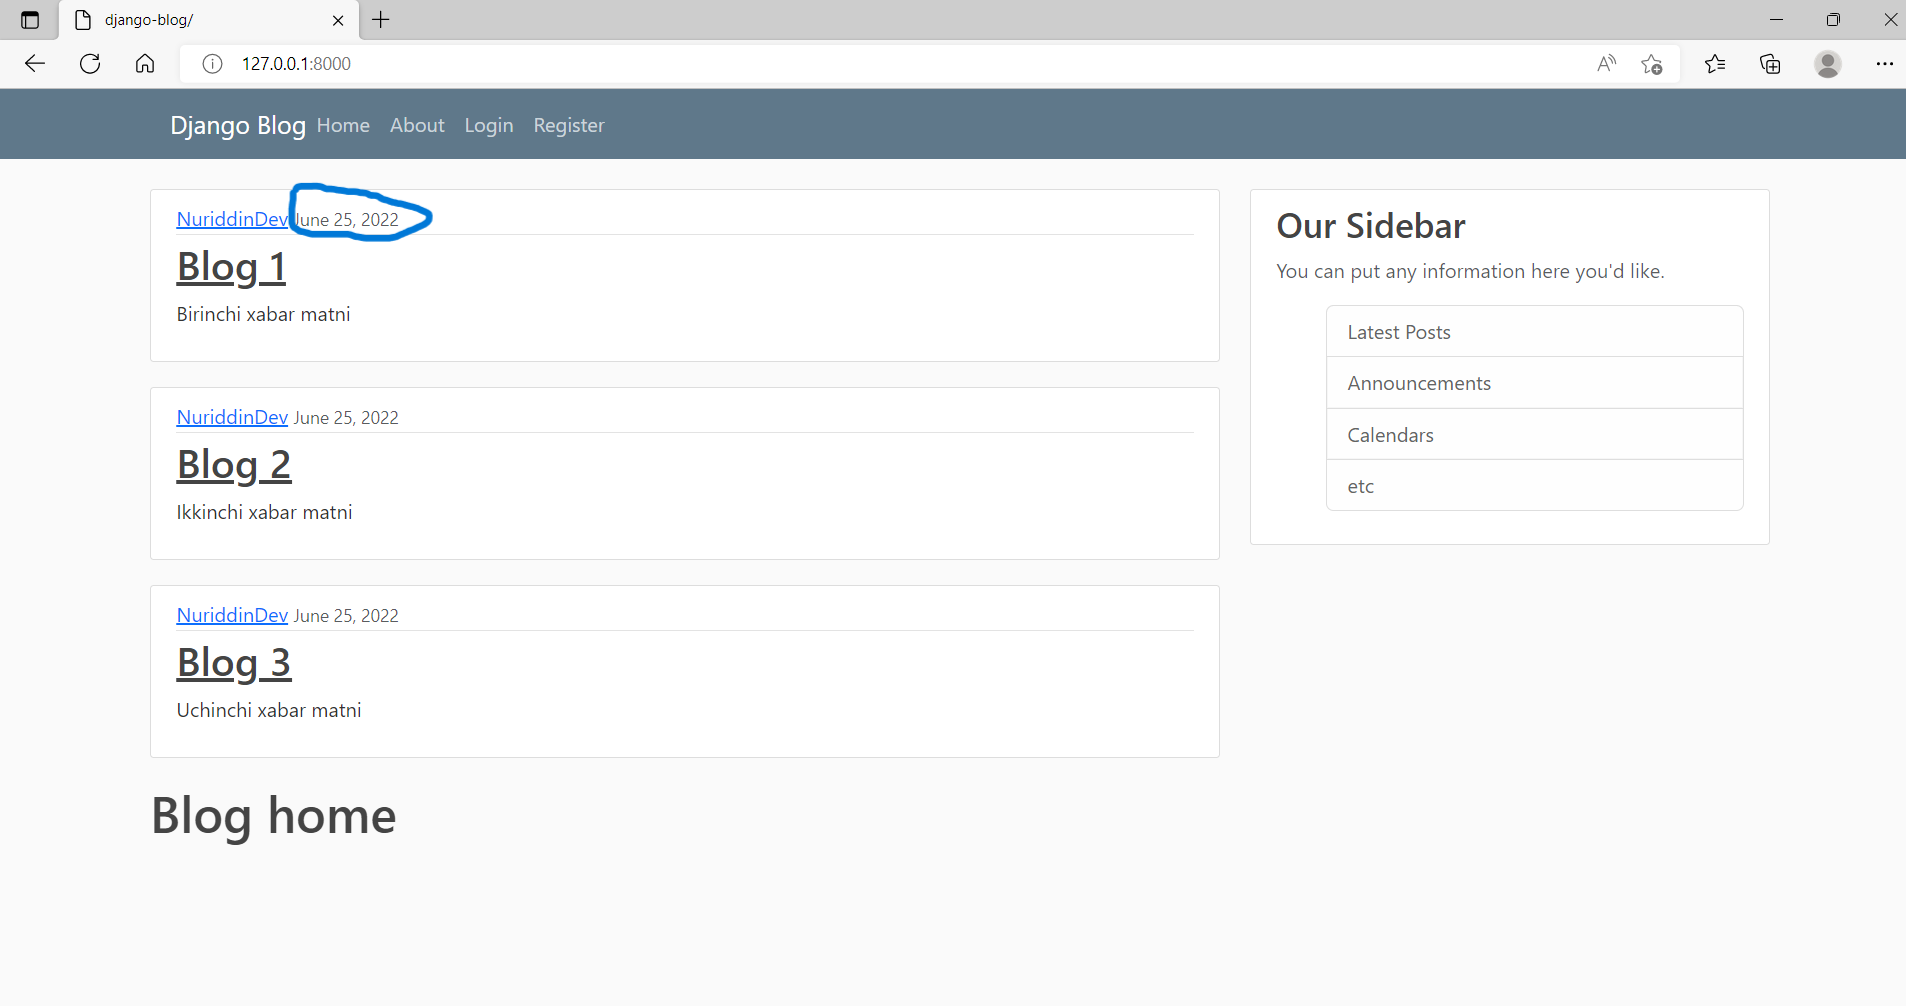 django-blog/
127.0.0.1:8000
Django Blog Home About Login Register
NuriddinDev June 25, 2022
Blog 1
Birinchi xabar matni
NuriddinDev June 25, 2022
Blog 2
Ikkinchi xabar matni
NuriddinDev June 25, 2022
Blog 3
Uchinchi xabar matni
Blog home
Our Sidebar
You can put any information here you'd like.
Latest Posts
Announcements
Calendars
etc